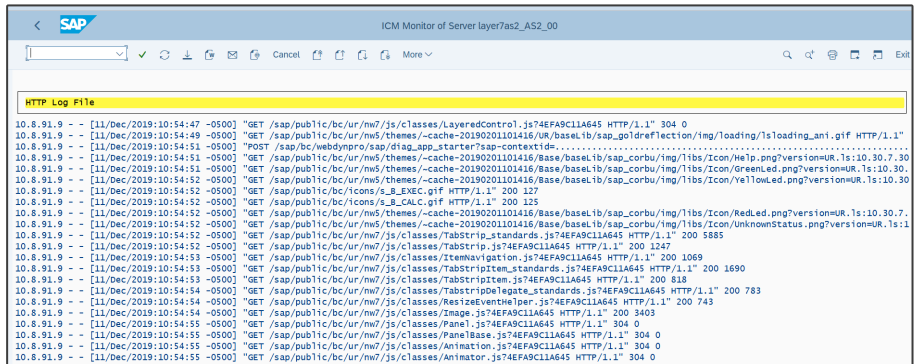 SAP
ICM Monitor of Server layer7as2_AS2_00
Cancel More Exit
HTTP Log File
10.8.91.9 - - [11/Dec/2019:10:54:47 -0500] "GET /sap/public/bc/ur/nw7/js/classes/LayeredControl.js?4EFA9C11A645 HTTP/1.1" 304 0
10.8.91.9 - - [11/Dec/2019:10:54:49 -0500] "GET /sap/public/bc/ur/nw5/themes/~cache-20190201101416/UR/baseLib/sap_goldreflection/img/loading/lsloading_ani.gif HTTP/1.1"
10.8.91.9 - - [11/Dec/2019:10:54:51 -0500] "POST /sap/bc/webdynpro/sap/diag_app_starter?sap-contextid=..................................................................
10.8.91.9 - - [11/Dec/2019:10:54:51 -0500] "GET /sap/public/bc/ur/nw5/themes/~cache-20190201101416/Base/baseLib/sap_corbu/img/libs/Icon/Help.png?version=UR.ls:10.30.7.30
10.8.91.9 - - [11/Dec/2019:10:54:51 -0500] "GET /sap/public/bc/ur/nw5/themes/~cache-20190201101416/Base/baseLib/sap_corbu/img/libs/Icon/GreenLed.png?version=UR.ls:10.30.
10.8.91.9 - - [11/Dec/2019:10:54:52 -0500] "GET /sap/public/bc/ur/nw5/themes/~cache-20190201101416/Base/baseLib/sap_corbu/img/libs/Icon/YellowLed.png?version=UR.ls:10.30
10.8.91.9 - - [11/Dec/2019:10:54:52 -0500] "GET /sap/public/bc/icons/s_B_EXEC.gif HTTP/1.1" 200 127
10.8.91.9 - - [11/Dec/2019:10:54:52 -0500] "GET /sap/public/bc/icons/s_B_CALC.gif HTTP/1.1" 200 125
10.8.91.9 - - [11/Dec/2019:10:54:52 -0500] "GET /sap/public/bc/ur/nw5/themes/~cache-20190201101416/Base/baseLib/sap_corbu/img/libs/Icon/RedLed.png?version=UR.ls:10.30.7.
10.8.91.9 - - [11/Dec/2019:10:54:52 -0500] "GET /sap/public/bc/ur/nw5/themes/~cache-20190201101416/Base/baseLib/sap_corbu/img/libs/Icon/UnknownStatus.png?version=UR.ls:1
10.8.91.9 - - [11/Dec/2019:10:54:52 -0500] "GET /sap/public/bc/ur/nw7/js/classes/TabStrip_standards.js?4EFA9C11A645 HTTP/1.1" 200 5885
10.8.91.9 - - [11/Dec/2019:10:54:52 -0500] "GET /sap/public/bc/ur/nw7/js/classes/TabStrip.js?4EFA9C11A645 HTTP/1.1" 200 1247
10.8.91.9 - - [11/Dec/2019:10:54:53 -0500] "GET /sap/public/bc/ur/nw7/js/classes/ItemNavigation.js?4EFA9C11A645 HTTP/1.1" 200 1069
10.8.91.9 - - [11/Dec/2019:10:54:53 -0500] "GET /sap/public/bc/ur/nw7/js/classes/TabStripItem_standards.js?4EFA9C11A645 HTTP/1.1" 200 1690
10.8.91.9 - - [11/Dec/2019:10:54:53 -0500] "GET /sap/public/bc/ur/nw7/js/classes/TabStripItem.js?4EFA9C11A645 HTTP/1.1" 200 818
10.8.91.9 - - [11/Dec/2019:10:54:54 -0500] "GET /sap/public/bc/ur/nw7/js/classes/TabstripDelegate_standards.js?4EFA9C11A645 HTTP/1.1" 200 783
10.8.91.9 - - [11/Dec/2019:10:54:54 -0500] "GET /sap/public/bc/ur/nw7/js/classes/ResizeEventHelper.js?4EFA9C11A645 HTTP/1.1" 200 743
10.8.91.9 - - [11/Dec/2019:10:54:54 -0500] "GET /sap/public/bc/ur/nw7/js/classes/Image.js?4EFA9C11A645 HTTP/1.1" 200 3403
10.8.91.9 - - [11/Dec/2019:10:54:55 -0500] "GET /sap/public/bc/ur/nw7/js/classes/Panel.js?4EFA9C11A645 HTTP/1.1" 304 0
10.8.91.9 - - [11/Dec/2019:10:54:55 -0500] "GET /sap/public/bc/ur/nw7/js/classes/PanelBase.js?4EFA9C11A645 HTTP/1.1" 304 0
10.8.91.9 - - [11/Dec/2019:10:54:55 -0500] "GET /sap/public/bc/ur/nw7/js/classes/Animation.js?4EFA9C11A645 HTTP/1.1" 304 0
10.8.91.9 - - [11/Dec/2019:10:54:55 -0500] "GET /sap/public/bc/ur/nw7/js/classes/Animator.js?4EFA9C11A645 HTTP/1.1" 304 0